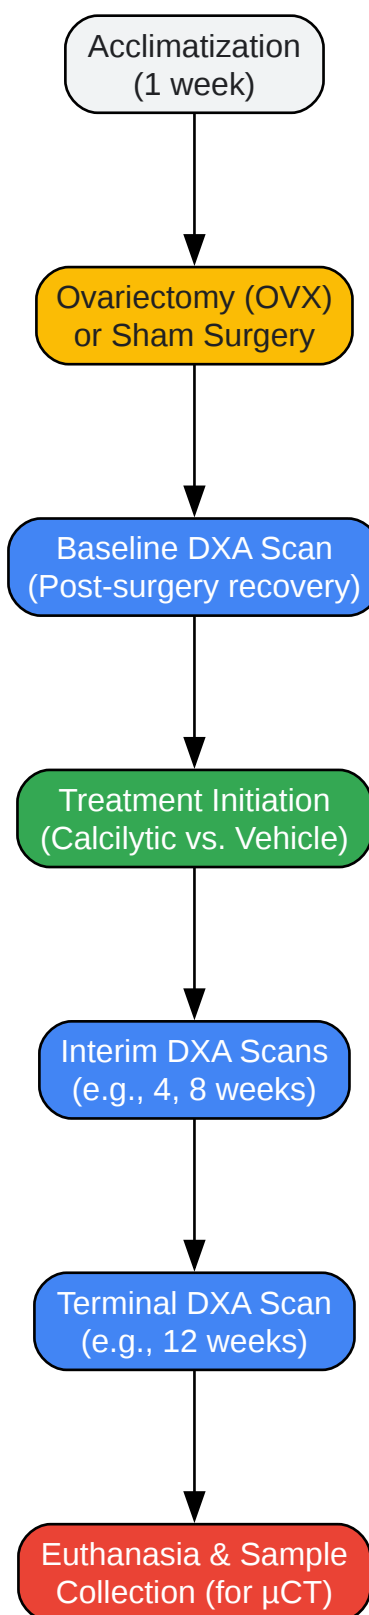 Acclimatization
(1 week)
Ovariectomy (OVX)
or Sham Surgery
Baseline DXA Scan
(Post-surgery recovery)
Treatment Initiation
(Calcilytic vs. Vehicle)
Interim DXA Scans
(e.g., 4, 8 weeks)
Terminal DXA Scan
(e.g., 12 weeks)
Euthanasia & Sample
Collection (for µCT)